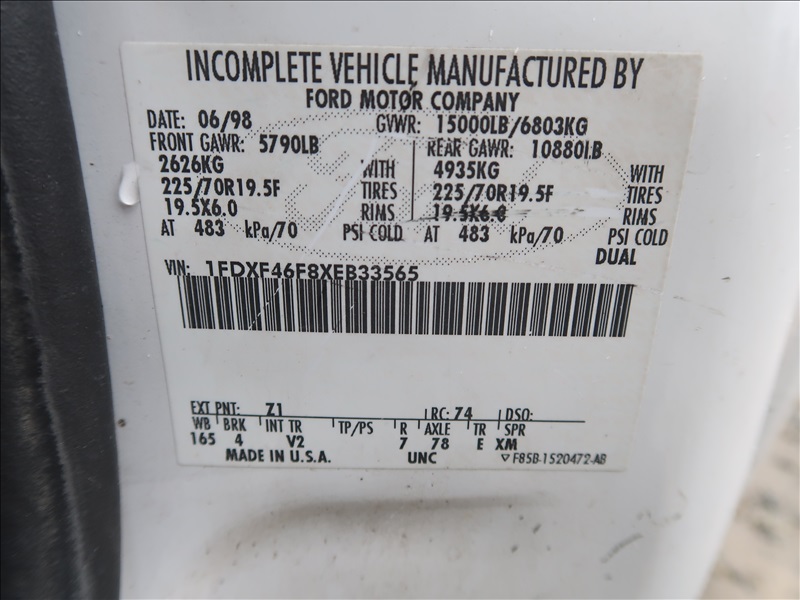 INCOMPLETE VEHICLE MANUFACTURED BY
FORD MOTOR COMPANY
DATE: 06/98 GVWR: 15000LB/6803KG
FRONT GAWR: 5790LB REAR GAWR: 10880LB
2626KG WITH 4935KG WITH
225/70R19.5F TIRES 225/70R19.5F TIRES
19.5X6.0 RIMS 19.5X6.0 RIMS
AT 483 kPa/70 PSI COLD AT 483 kPa/70 PSI COLD
DUAL
VIN: 1FDXF46F8XEB33565
EXT PNT: Z1 RC: 74 DSO:
WB BRK INT TR TP/PS R AXLE TR SPR
165 4 V2 7 78 E XM
MADE IN U.S.A. UNC ▽ F85B-1520472-AB